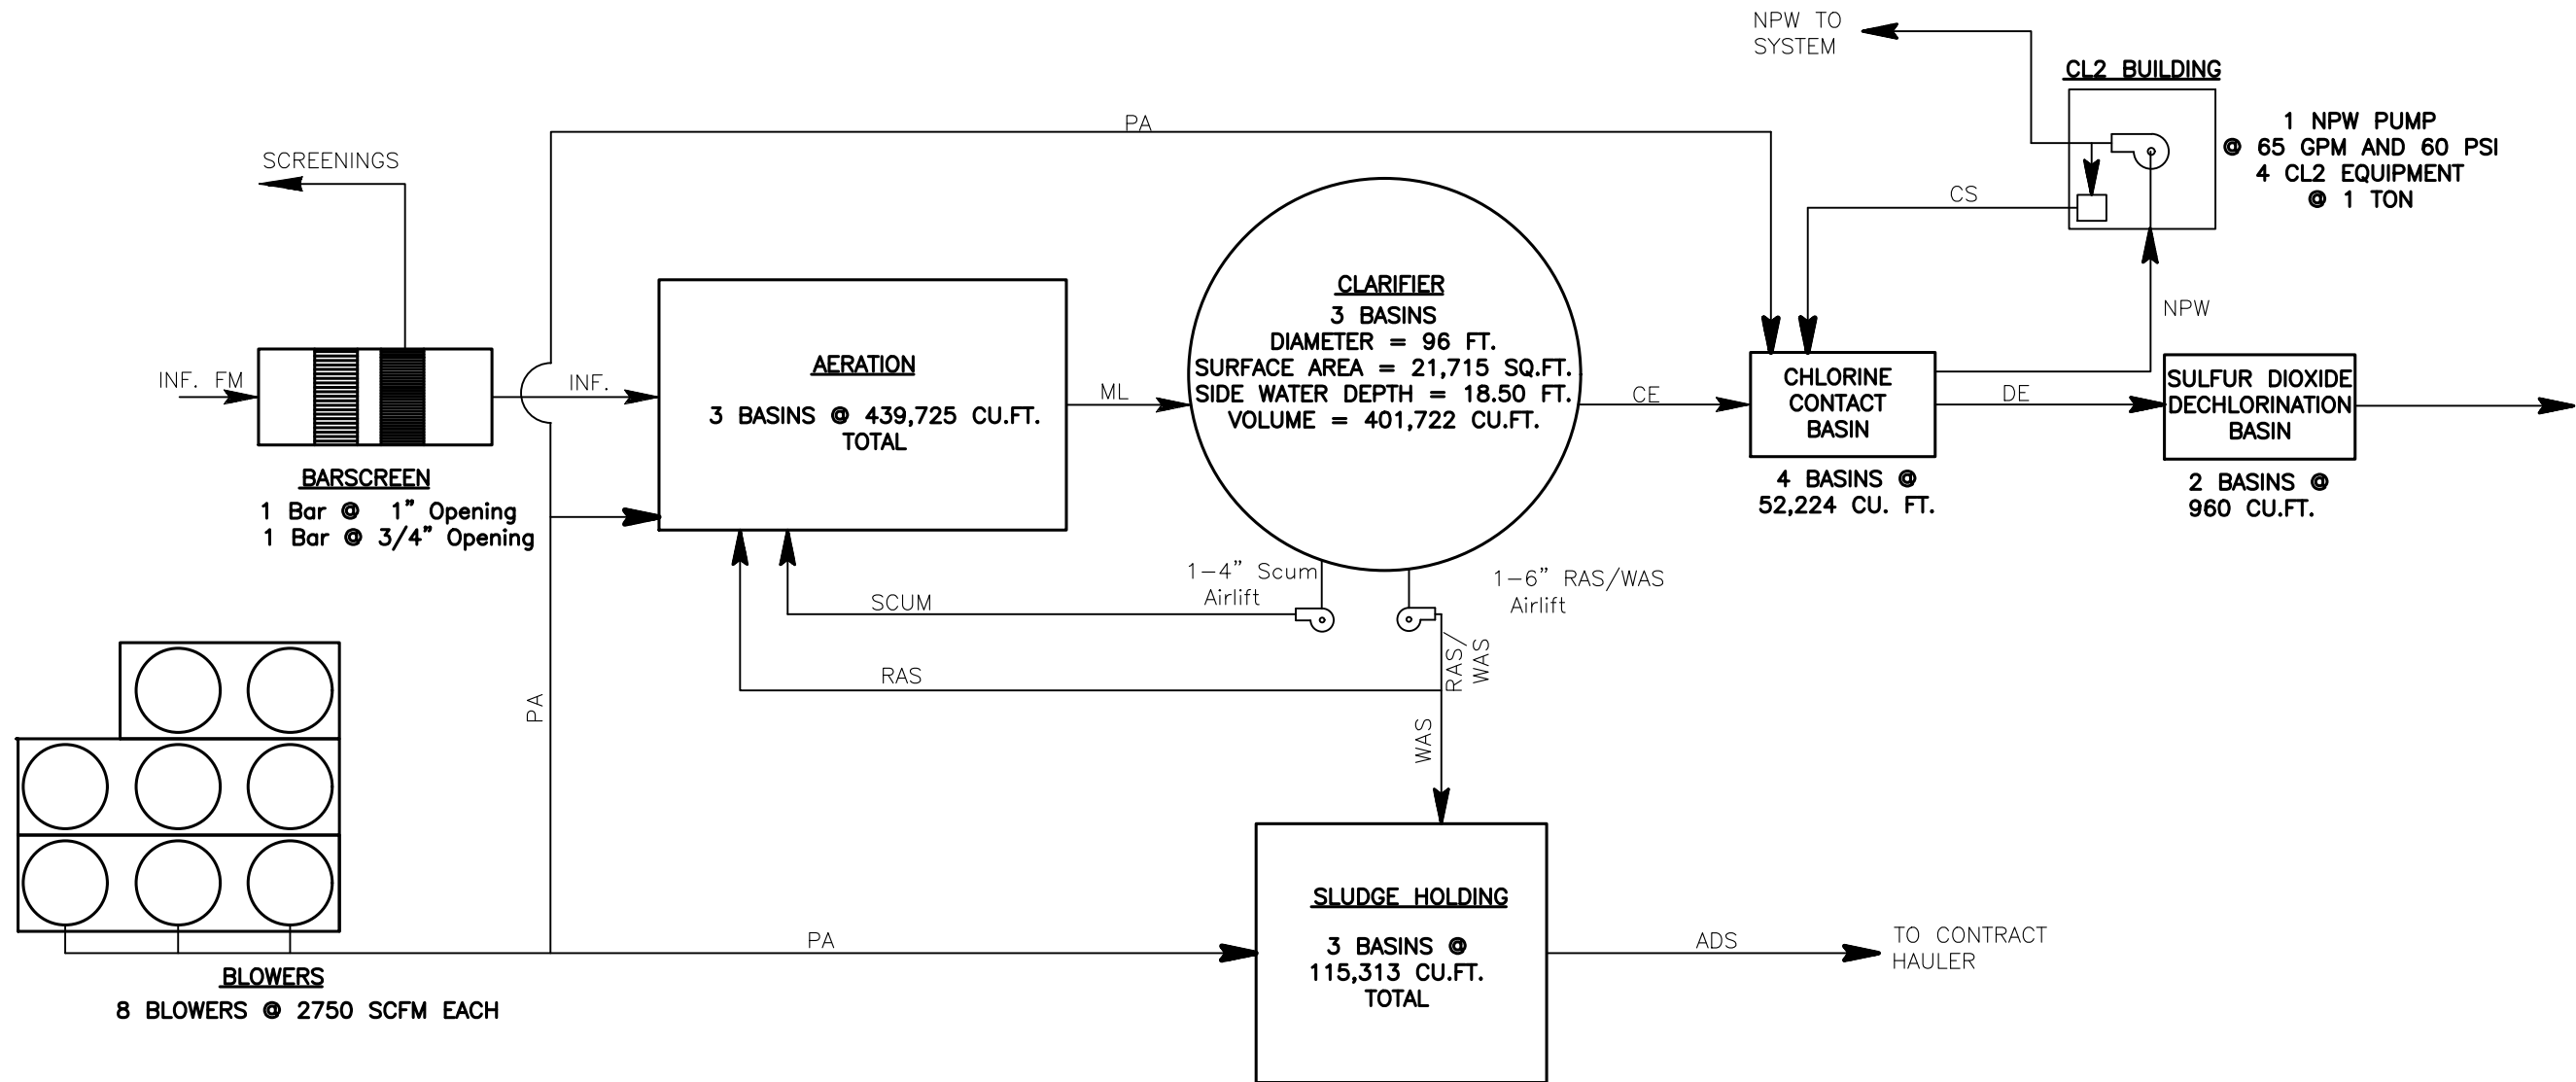 NPW TO
SYSTEM
CL2 BUILDING
1 NPW PUMP
@ 65 GPM AND 60 PSI
4 CL2 EQUIPMENT
@ 1 TON
PA
SCREENINGS
CS
NPW
INF. FM
INF.
BARSCREEN
1 Bar @ 1" Opening
1 Bar @ 3/4" Opening
AERATION
3 BASINS @ 439,725 CU.FT.
TOTAL
ML
CLARIFIER
3 BASINS
DIAMETER = 96 FT.
SURFACE AREA = 21,715 SQ.FT.
SIDE WATER DEPTH = 18.50 FT.
VOLUME = 401,722 CU.FT.
CE
CHLORINE
CONTACT
BASIN
4 BASINS @
52,224 CU. FT.
DE
SULFUR DIOXIDE
DECHLORINATION
BASIN
2 BASINS @
960 CU.FT.
1-4" Scum
Airlift
1-6" RAS/WAS
Airlift
SCUM
RAS
RAS/
WAS
WAS
PA
BLOWERS
8 BLOWERS @ 2750 SCFM EACH
PA
SLUDGE HOLDING
3 BASINS @
115,313 CU.FT.
TOTAL
ADS
TO CONTRACT
HAULER